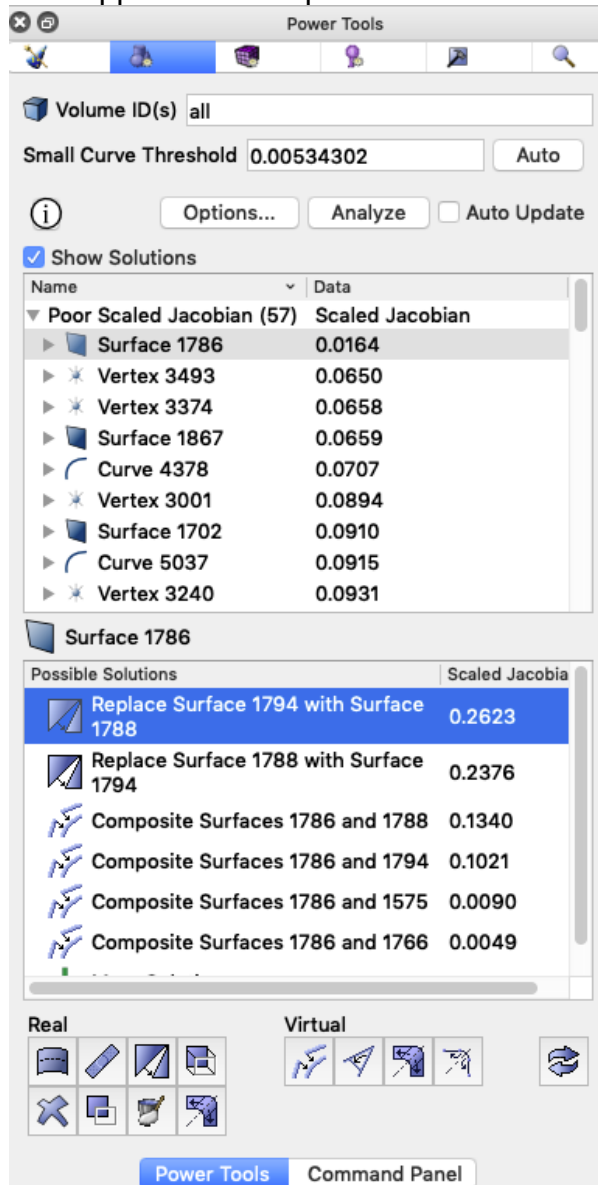 Power Tools
Volume ID(s) all
Small Curve Threshold 0.00534302 Auto
Options... Analyze Auto Update
Show Solutions
Name Data
Poor Scaled Jacobian (57) Scaled Jacobian
Surface 1786 0.0164
Vertex 3493 0.0650
Vertex 3374 0.0658
Surface 1867 0.0659
Curve 4378 0.0707
Vertex 3001 0.0894
Surface 1702 0.0910
Curve 5037 0.0915
Vertex 3240 0.0931
Surface 1786
Possible Solutions Scaled Jacobia
Replace Surface 1794 with Surface
1788 0.2623
Replace Surface 1788 with Surface
1794 0.2376
Composite Surfaces 1786 and 1788 0.1340
Composite Surfaces 1786 and 1794 0.1021
Composite Surfaces 1786 and 1575 0.0090
Composite Surfaces 1786 and 1766 0.0049
Real Virtual
Power Tools Command Panel